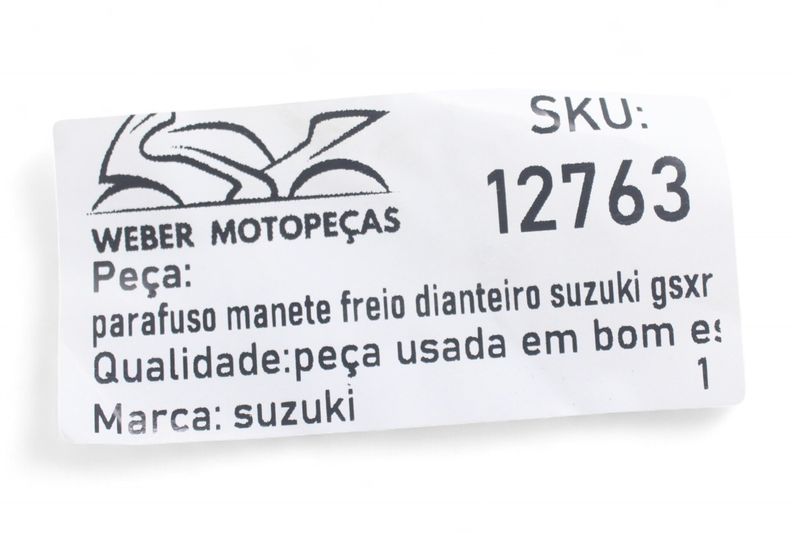 SKU:
12763
WEBER MOTOPEÇAS
Peça:
parafuso manete freio dianteiro suzuki gsxr
Qualidade:peça usada em bom es
1
Marca: suzuki